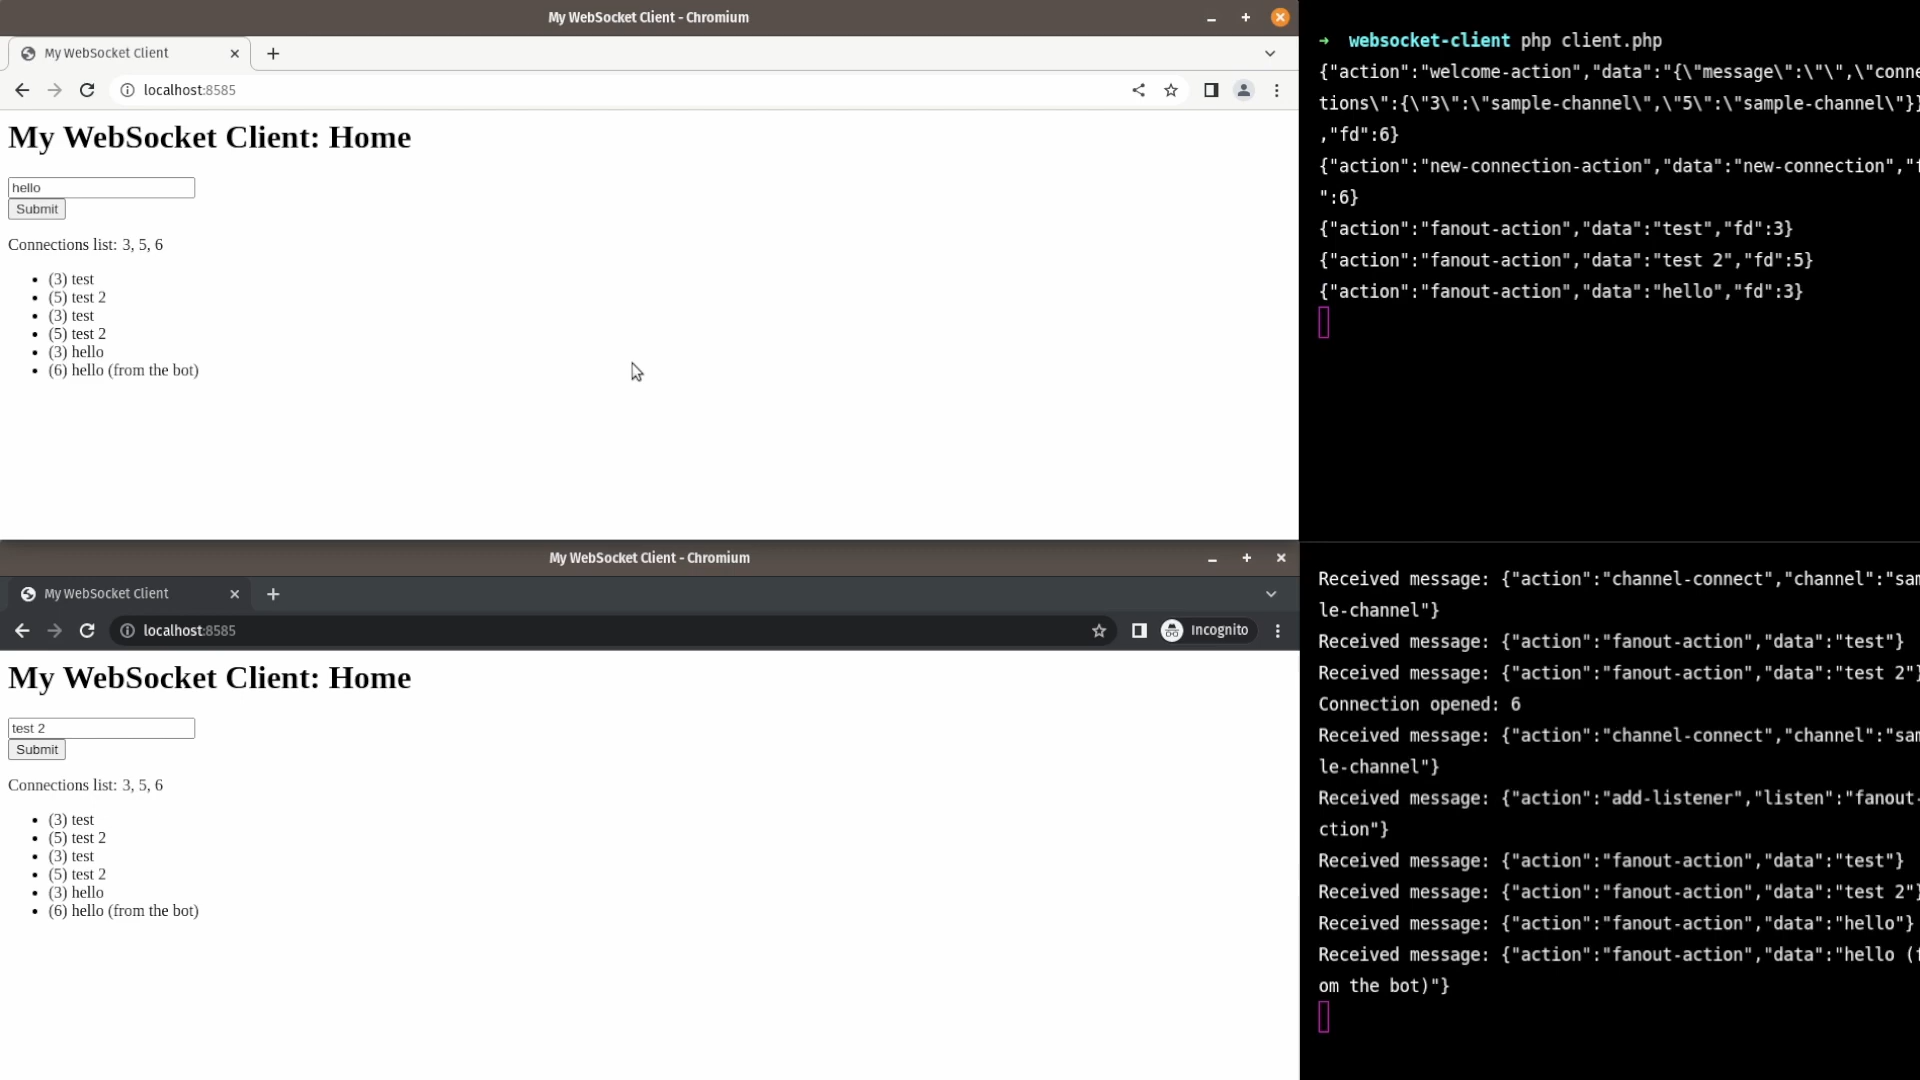 My WebSocket Client - Chromium
My WebSocket Client
localhost:8585
My WebSocket Client: Home
hello
Submit
Connections list: 3, 5, 6
(3) test
(5) test 2
(3) test
(5) test 2
(3) hello
(6) hello (from the bot)
My WebSocket Client - Chromium
My WebSocket Client
localhost:8585
Incognito
My WebSocket Client: Home
test 2
Submit
Connections list: 3, 5, 6
(3) test
(5) test 2
(3) test
(5) test 2
(3) hello
(6) hello (from the bot)
➜ websocket-client php client.php
{"action":"welcome-action","data":"{\"message\":\"\",\"conne
tions\":{\"3\":\"sample-channel\",\"5\":\"sample-channel\"}}
,"fd":6}
{"action":"new-connection-action","data":"new-connection","f
":6}
{"action":"fanout-action","data":"test","fd":3}
{"action":"fanout-action","data":"test 2","fd":5}
{"action":"fanout-action","data":"hello","fd":3}
Received message: {"action":"channel-connect","channel":"sam
le-channel"}
Received message: {"action":"fanout-action","data":"test"}
Received message: {"action":"fanout-action","data":"test 2"}
Connection opened: 6
Received message: {"action":"channel-connect","channel":"sam
le-channel"}
Received message: {"action":"add-listener","listen":"fanout-
ction"}
Received message: {"action":"fanout-action","data":"test"}
Received message: {"action":"fanout-action","data":"test 2"}
Received message: {"action":"fanout-action","data":"hello"}
Received message: {"action":"fanout-action","data":"hello (f
om the bot)"}